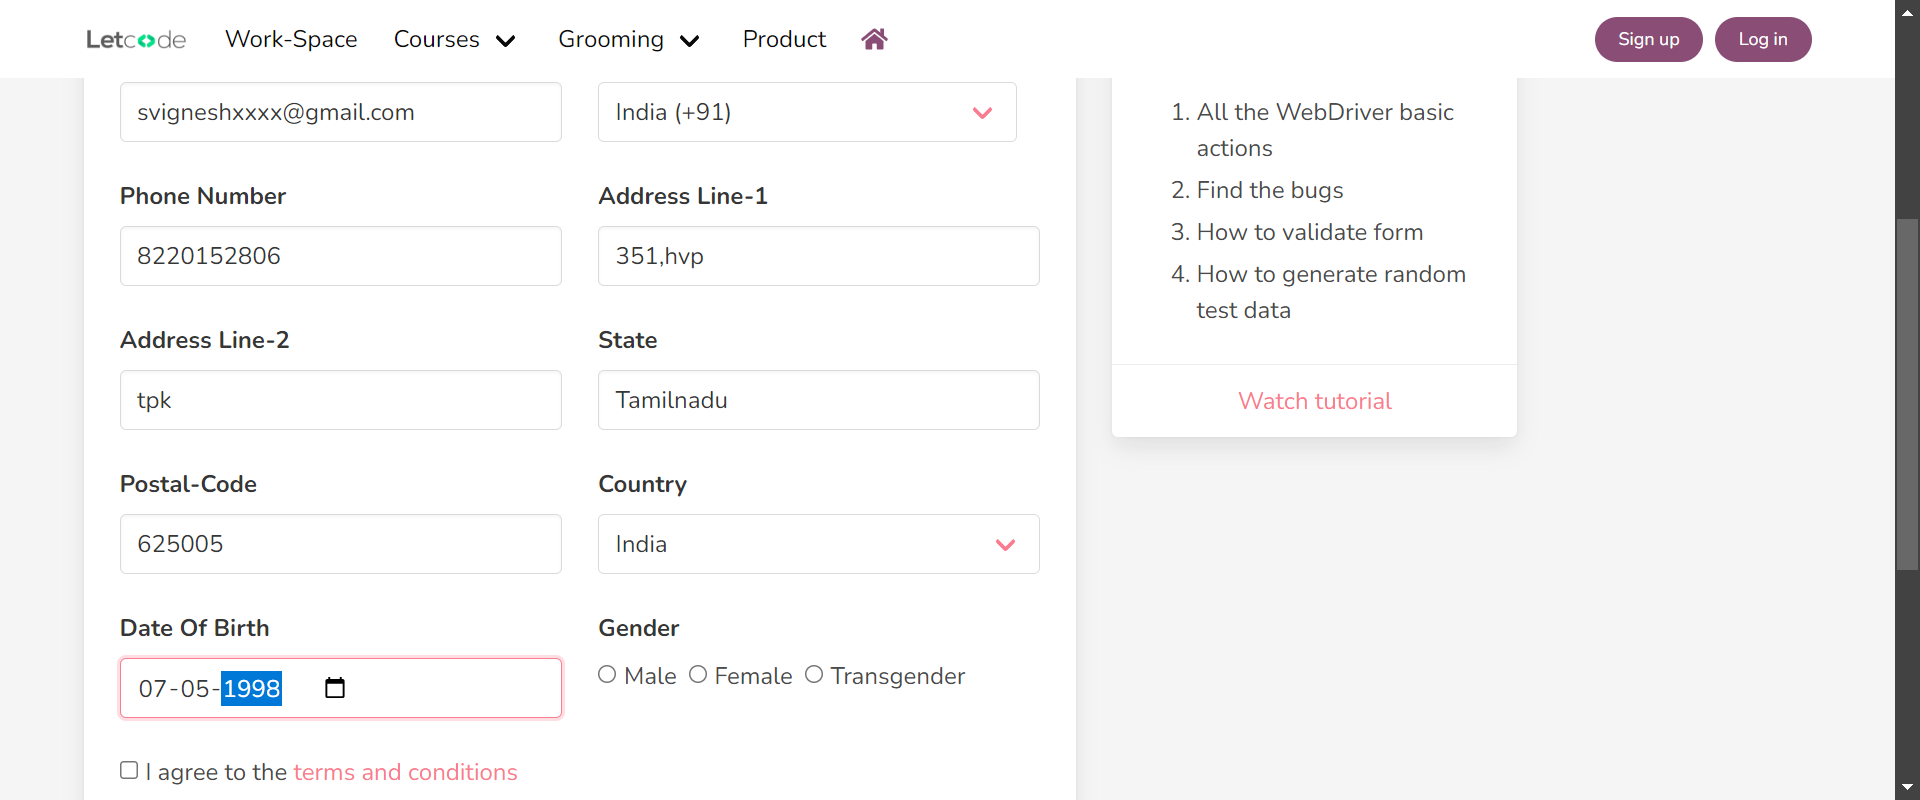 Letcode Work-Space Courses Grooming Product Sign up Log in
svigneshxxxx@gmail.com India (+91)
Phone Number Address Line-1
8220152806 351,hvp
Address Line-2 State
tpk Tamilnadu
Postal-Code Country
625005 India
Date Of Birth Gender
07-05-1998 Male Female Transgender
I agree to the terms and conditions
1. All the WebDriver basic
actions
2. Find the bugs
3. How to validate form
4. How to generate random
test data
Watch tutorial